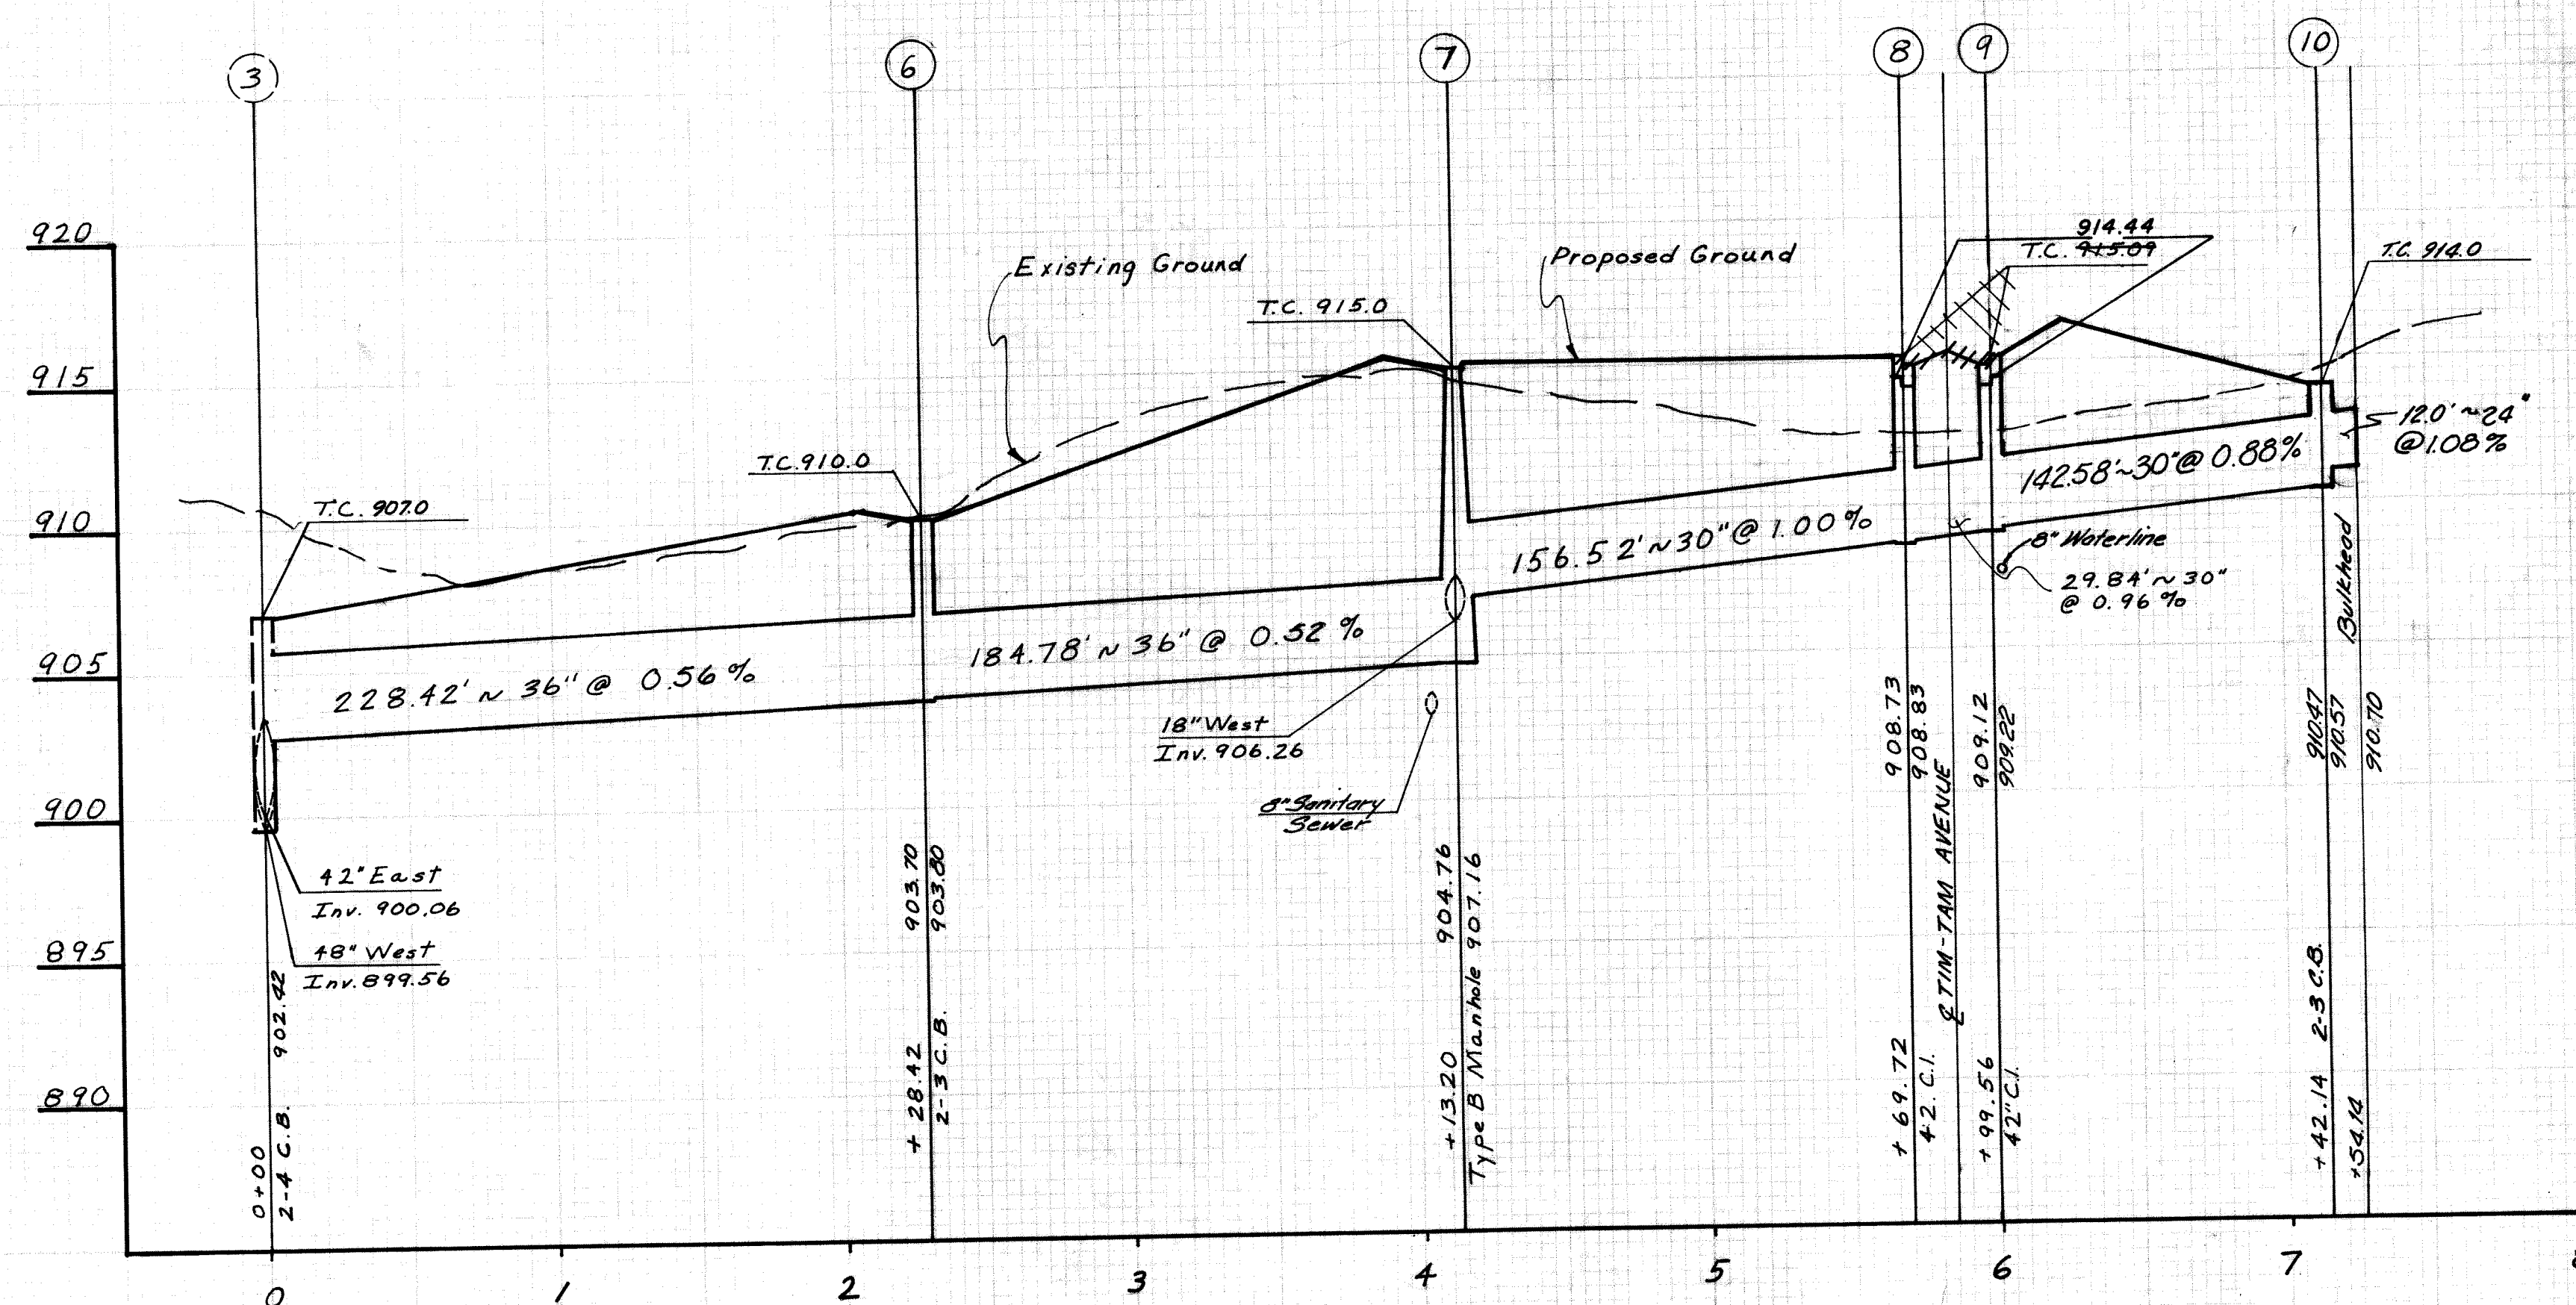 3
6
7
8
9
10
920
915
910
905
900
895
890
T.C. 907.0
T.C. 910.0
Existing Ground
T.C. 915.0
Proposed Ground
914.44
T.C. 915.09
T.C. 914.0
12.0' ~ 24"
@ 1.08 %
228.42' ~ 36" @ 0.56 %
184.78' ~ 36" @ 0.52 %
156.52' ~ 30" @ 1.00 %
142.58' ~ 30" @ 0.88 %
8" Waterline
29.84' ~ 30"
@ 0.96 %
Bulkhead
18" West
Inv. 906.26
8" Sanitary
Sewer
42" East
Inv. 900.06
48" West
Inv. 899.56
0+00
2-4 C.B. 902.42
+ 28.42 903.70
2-3 C.B. 903.80
+ 13.20 904.76
Type B Manhole 907.16
+ 69.72 908.73
42. C.I. 908.83
℄ TIM-TAM AVENUE
+ 99.56 909.12
42" C.I. 909.22
+42.14 2-3 C.B. 910.47
910.57
+54.14
910.70
0
1
2
3
4
5
6
7